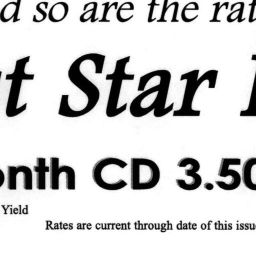 d so are the rat
t Star
onth CD 3.50
Yield
Rates are current through date of this issue